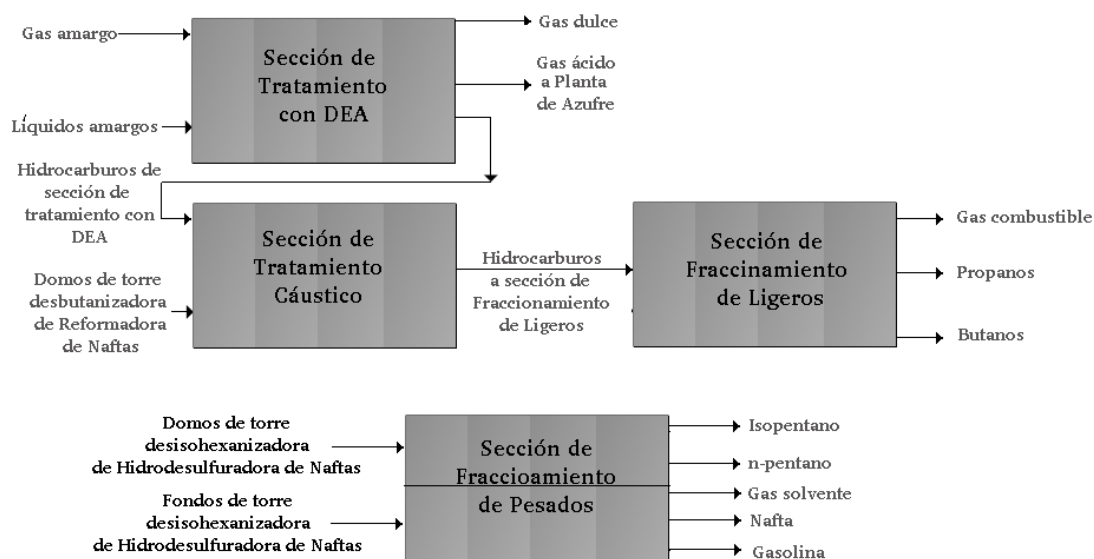 Gas amargo
Líquidos amargos
Sección de
Tratamiento
con DEA
Gas dulce
Gas ácido
a Planta
de Azufre
Hidrocarburos de
sección de
tratamiento con
DEA
Domos de torre
desbutanizadora
de Reformadora
de Naftas
Sección de
Tratamiento
Cáustico
Hidrocarburos
a sección de
Fraccionamiento
de Ligeros
Sección de
Fraccinamiento
de Ligeros
Gas combustible
Propanos
Butanos
Domos de torre
desisohexanizadora
de Hidrodesulfuradora de Naftas
Fondos de torre
desisohexanizadora
de Hidrodesulfuradora de Naftas
Sección de
Fraccioamiento
de Pesados
Isopentano
n-pentano
Gas solvente
Nafta
Gasolina